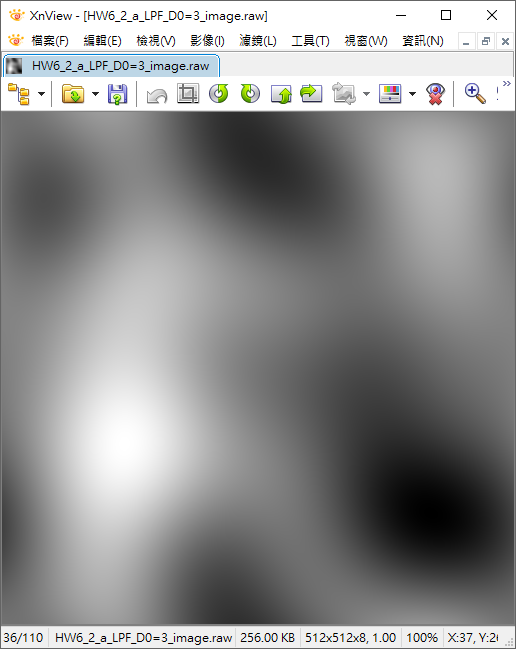 XnView - [HW6_2_a_LPF_D0=3_image.raw]
檔案(F) 編輯(E) 檢視(V) 影像(I) 濾鏡(L) 工具(T) 視窗(W) 資訊(N)
HW6_2_a_LPF_D0=3_image.raw
36/110 HW6_2_a_LPF_D0=3_image.raw 256.00 KB 512x512x8, 1.00 100% X:37, Y:26